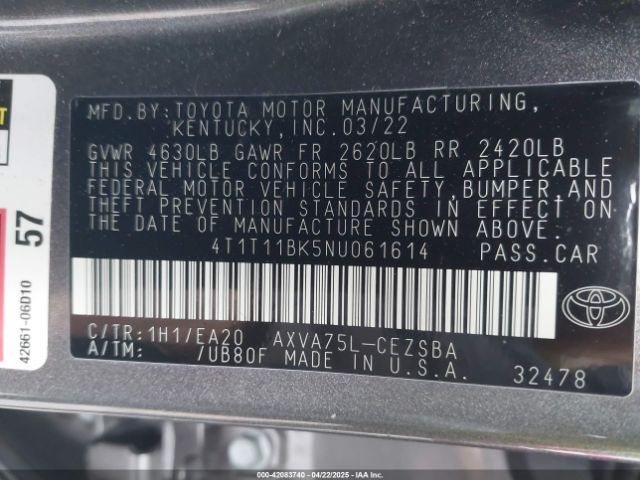 MFD.BY:TOYOTA MOTOR MANUFACTURING,
KENTUCKY,INC.03/22
GVWR 4630LB GAWR FR 2620LB RR 2420LB
THIS VEHICLE CONFORMS TO ALL APPLICABLE
FEDERAL MOTOR VEHICLE SAFETY,BUMPER,AND
THEFT PREVENTION STANDARDS IN EFFECT ON
THE DATE OF MANUFACTURE SHOWN ABOVE.
4T1T11BK5NU061614 PASS.CAR
C/TR:1H1/EA20 AXVA75L-CEZSBA
A/TM: /UB80F MADE IN U.S.A.
32478
TOYOTA
57
42661-06D10
000-42083740 - 04/22/2025 - IAAI.COM